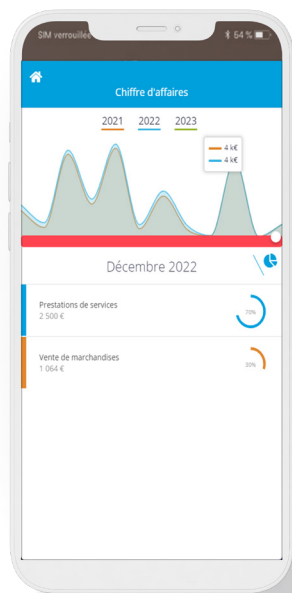 SIM verrouillée
64 %
Chiffre d'affaires
2021 2022 2023
4 k€
4 k€
Décembre 2022
Prestations de services
2 500 €
70%
Vente de marchandises
1 064 €
30%